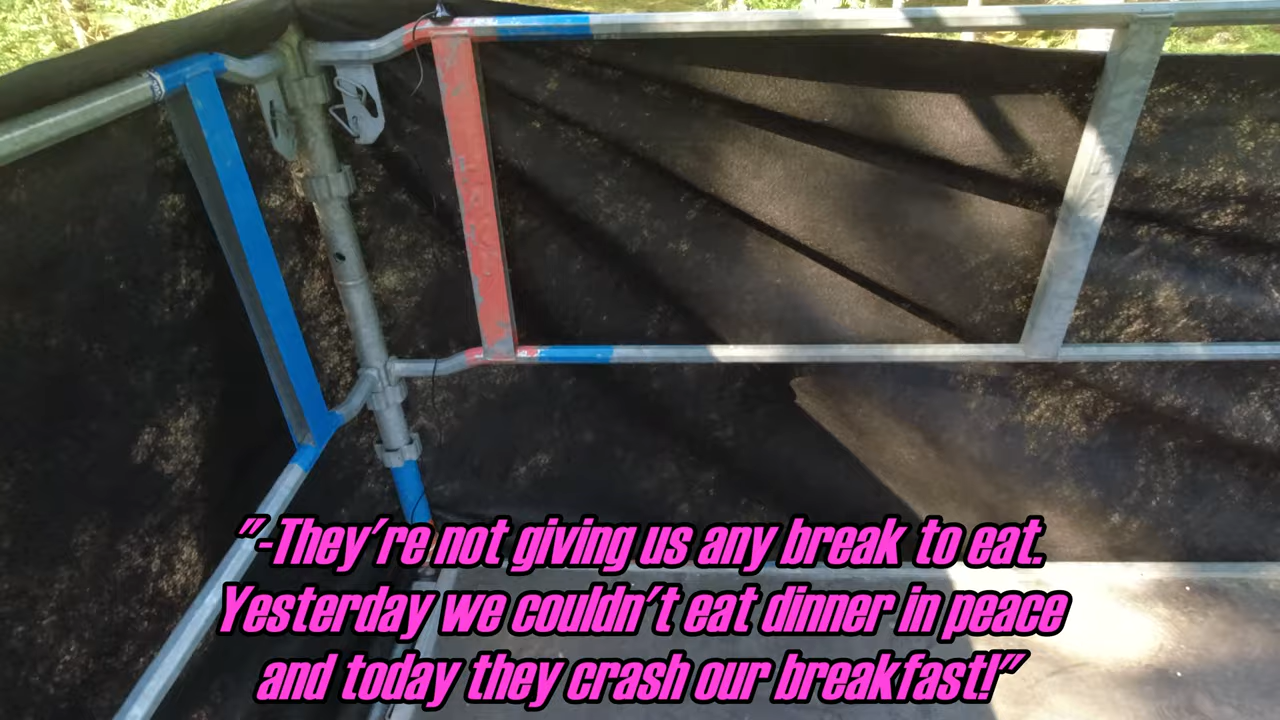 "-They're not giving us any break to eat.
Yesterday we couldn't eat dinner in peace
and today they crash our breakfast!"